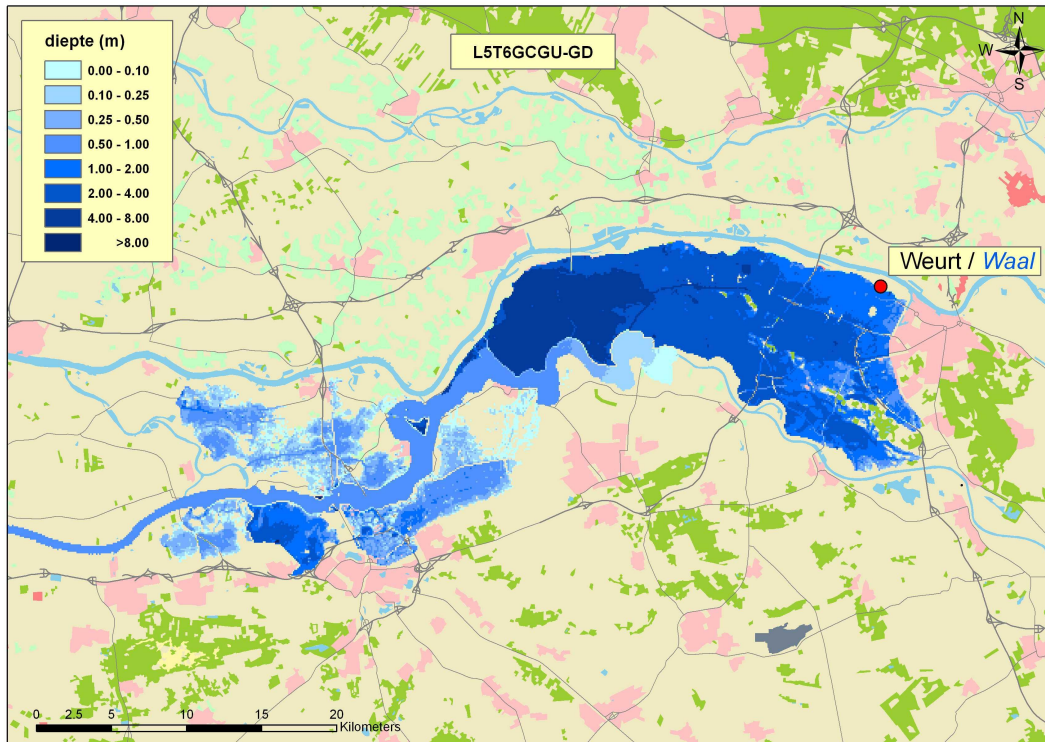 diepte (m)
0.00 - 0.10
0.10 - 0.25
0.25 - 0.50
0.50 - 1.00
1.00 - 2.00
2.00 - 4.00
4.00 - 8.00
>8.00
L5T6GCGU-GD
N
W
E
S
Weurt / Waal
0 2.5 5 10 15 20
Kilometers